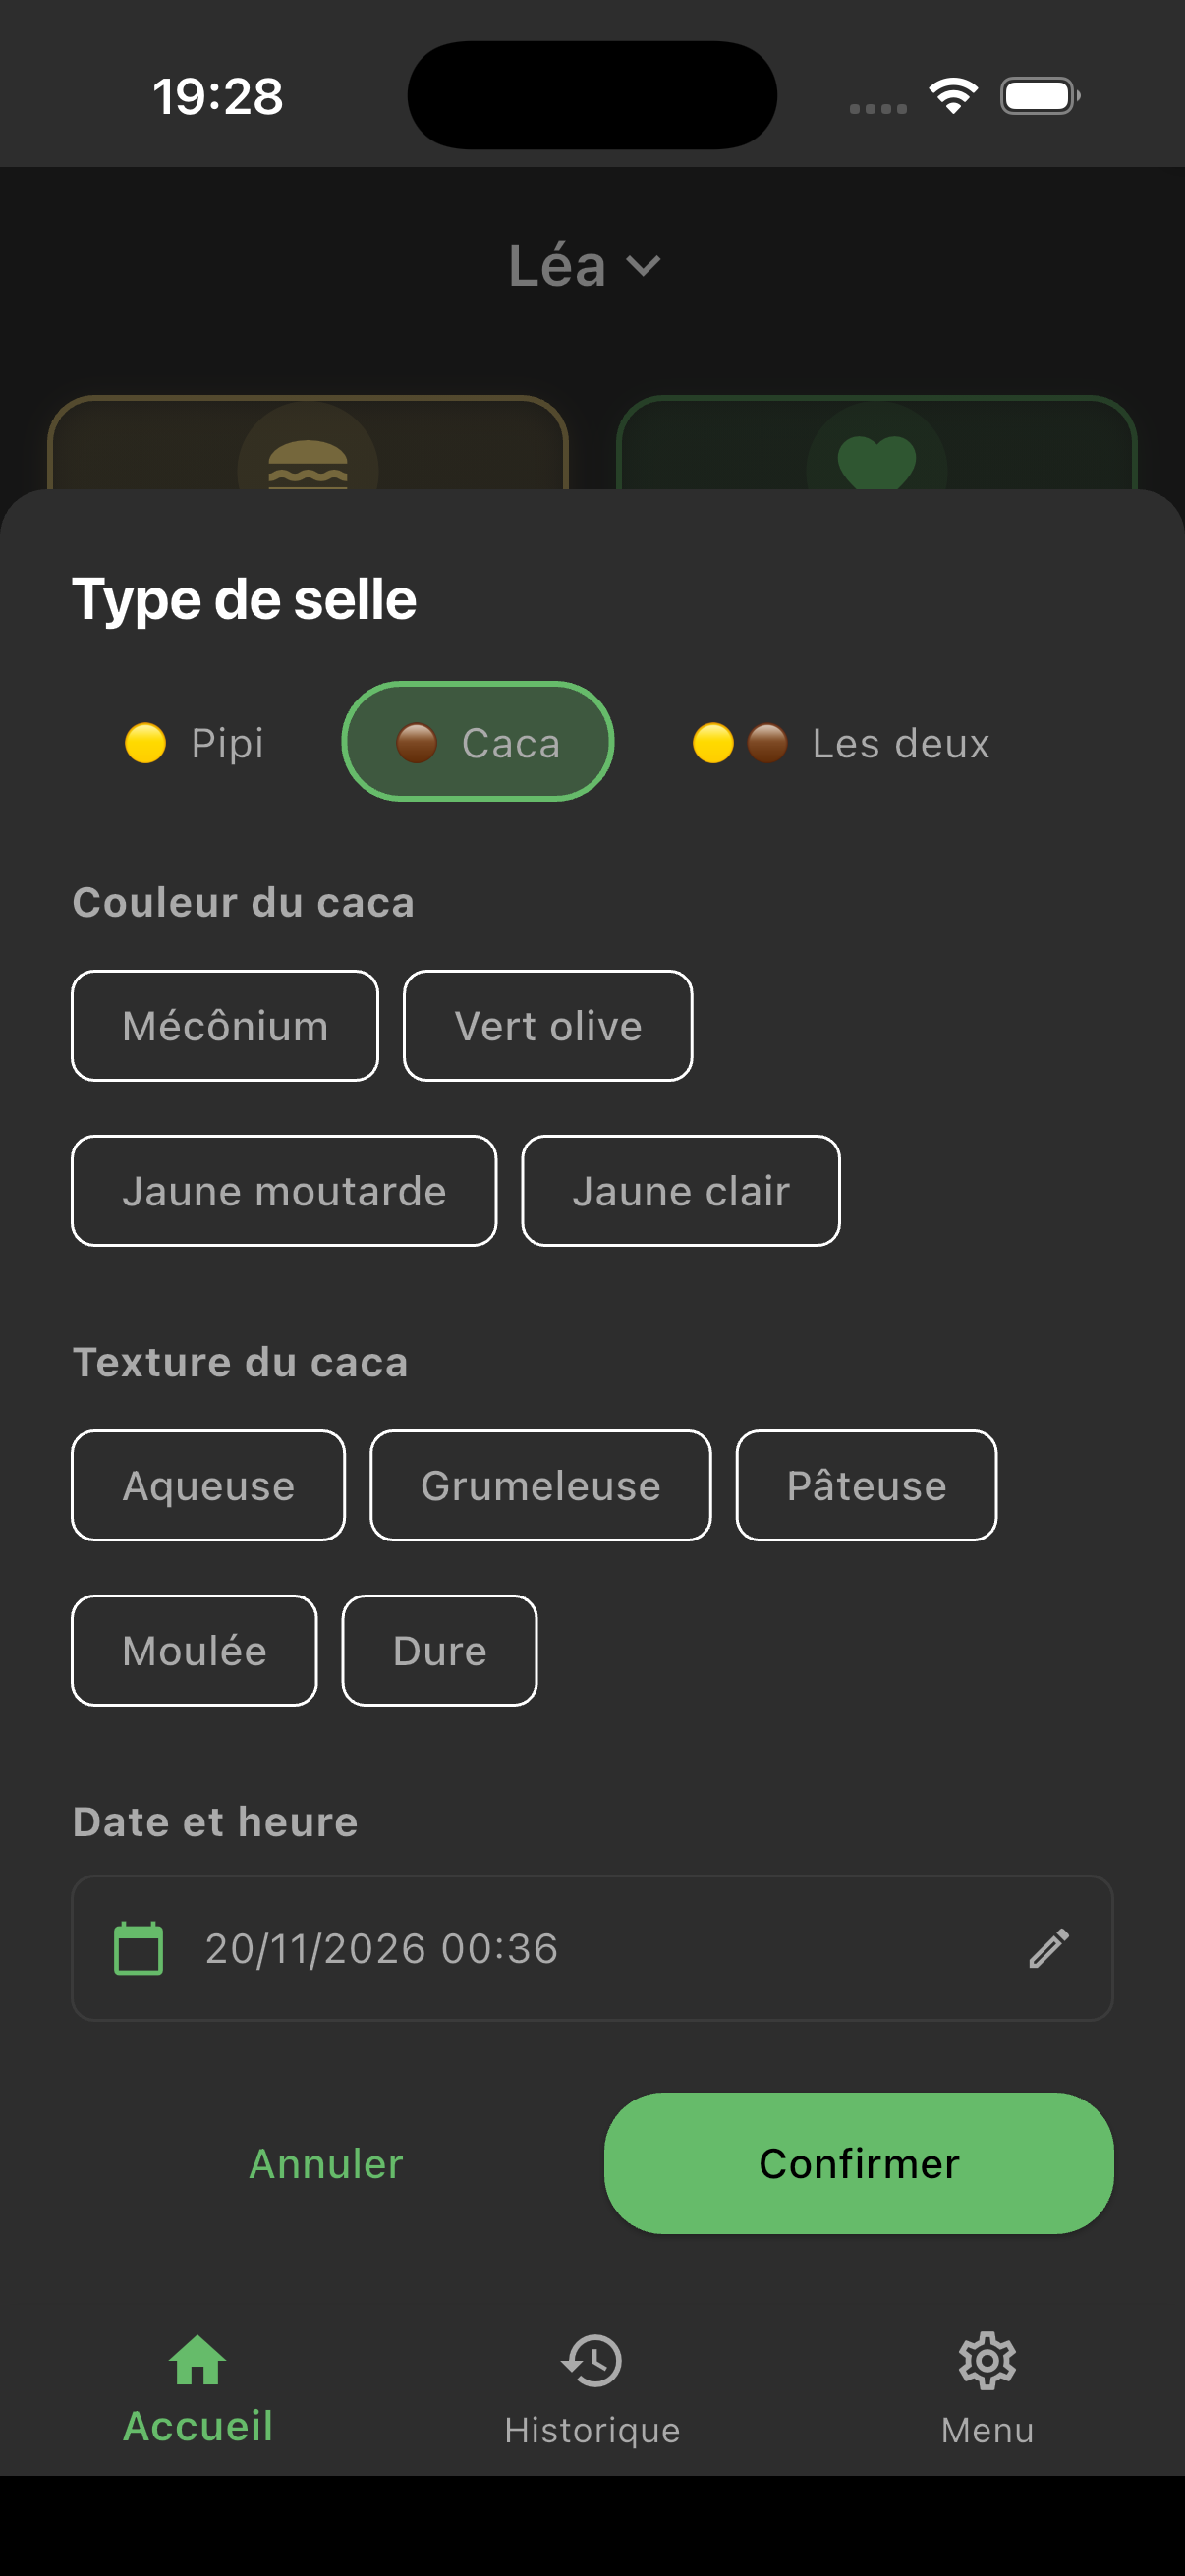 19:28
Léa
Type de selle
Pipi
Caca
Les deux
Couleur du caca
Mécônium
Vert olive
Jaune moutarde
Jaune clair
Texture du caca
Aqueuse
Grumeleuse
Pâteuse
Moulée
Dure
Date et heure
20/11/2026 00:36
Annuler
Confirmer
Accueil
Historique
Menu